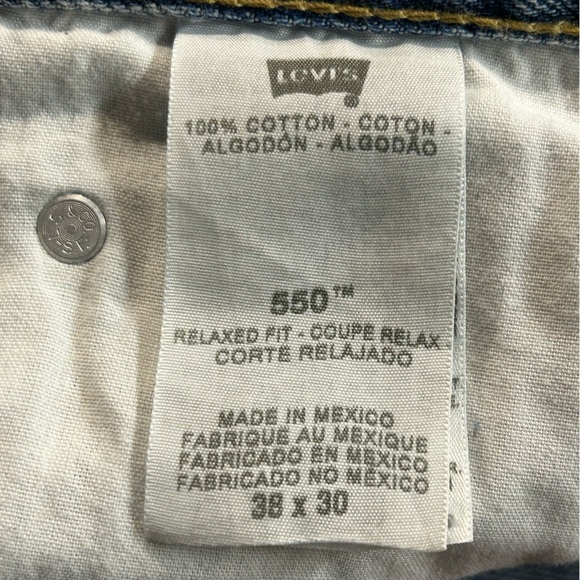 LEVI'S
®
100% COTTON - COTON -
ALGODÓN - ALGODÃO
550™
RELAXED FIT - COUPE RELAX
CORTE RELAJADO
MADE IN MEXICO
FABRIQUE AU MEXIQUE
FABRICADO EN MEXICO
FABRICADO NO MÉXICO
38 x 30